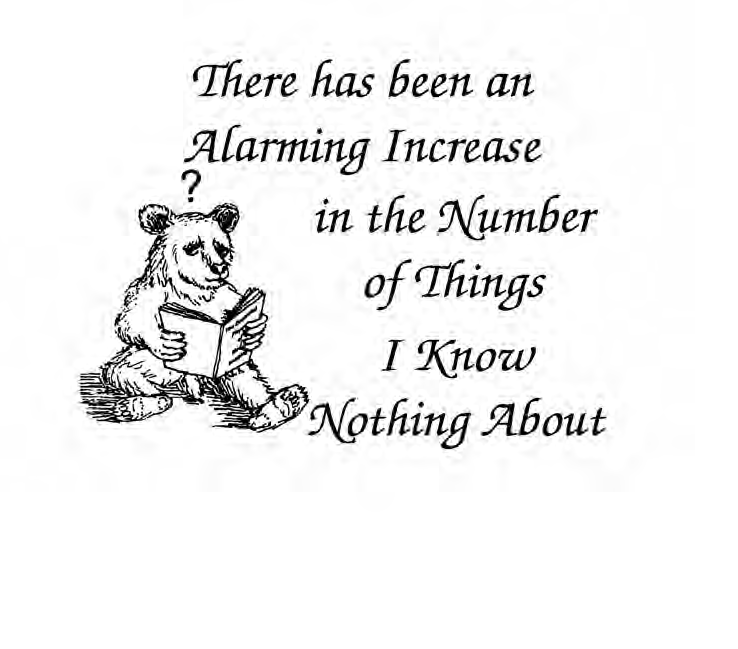 There has been an
Alarming Increase
?
in the Number
of Things
I Know
Nothing About